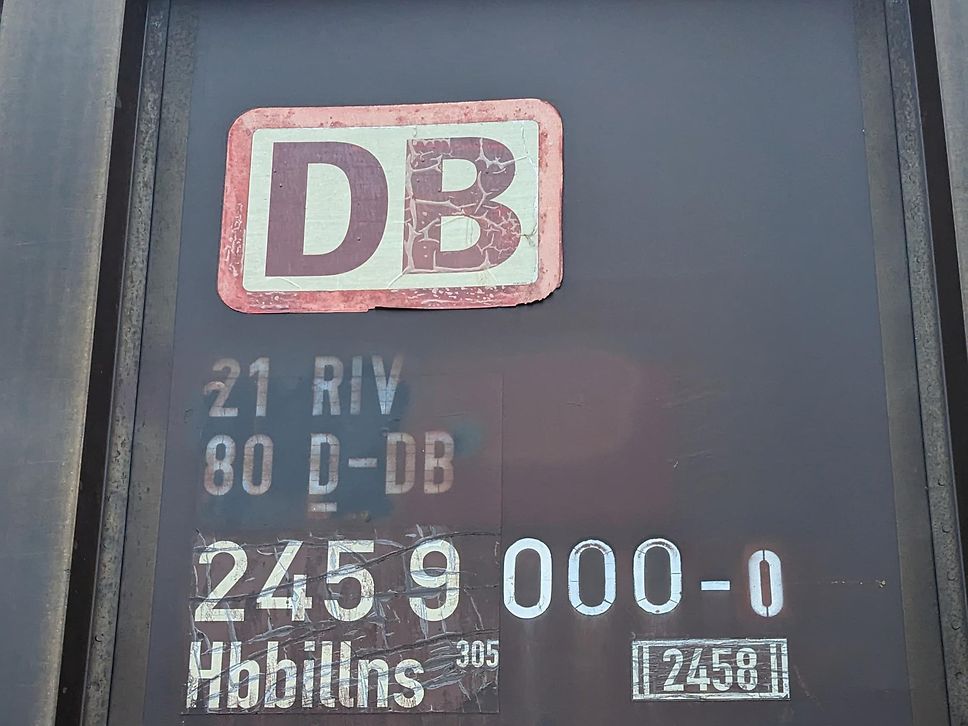 DB
21 RIV
80 D-DB
2459 000-0
Hbbillns 305
2458